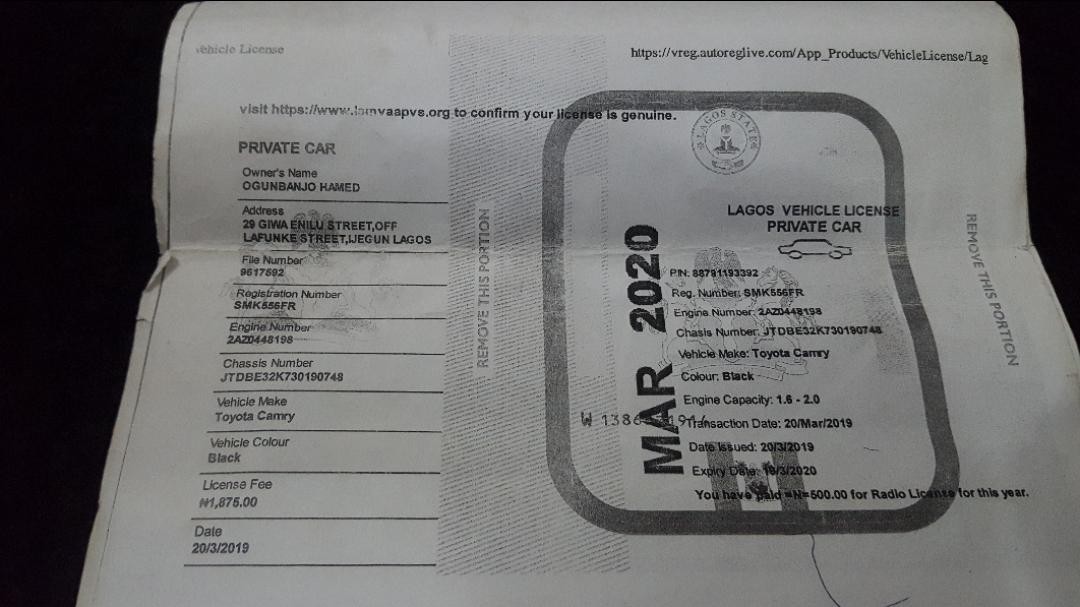 Vehicle License
https://vreg.autoreglive.com/App_Products/VehicleLicense/Lag
visit https://www.lamvaapvs.org to confirm your license is genuine.
PRIVATE CAR
Owner's Name
OGUNBANJO HAMED
Address
29 GIWA ENILU STREET,OFF
LAFUNKE STREET,IJEGUN LAGOS
File Number
9617592
Registration Number
SMK556FR
Engine Number
2AZ0448198
Chassis Number
JTDBE32K730190748
Vehicle Make
Toyota Camry
Vehicle Colour
Black
License Fee
₦1,875.00
Date
20/3/2019
REMOVE THIS PORTION
LAGOS STATE
LAGOS VEHICLE LICENSE
PRIVATE CAR
MAR 2020
PIN: 88791193392
Reg. Number: SMK556FR
Engine Number: 2AZ0448198
Chasis Number: JTDBE32K730190748
Vehicle Make: Toyota Camry
Colour: Black
Engine Capacity: 1.6 - 2.0
W
Transaction Date: 20/Mar/2019
Date Issued: 20/3/2019
Expiry Date: 19/3/2020
You have paid =N=500.00 for Radio License for this year.
REMOVE THIS PORTION